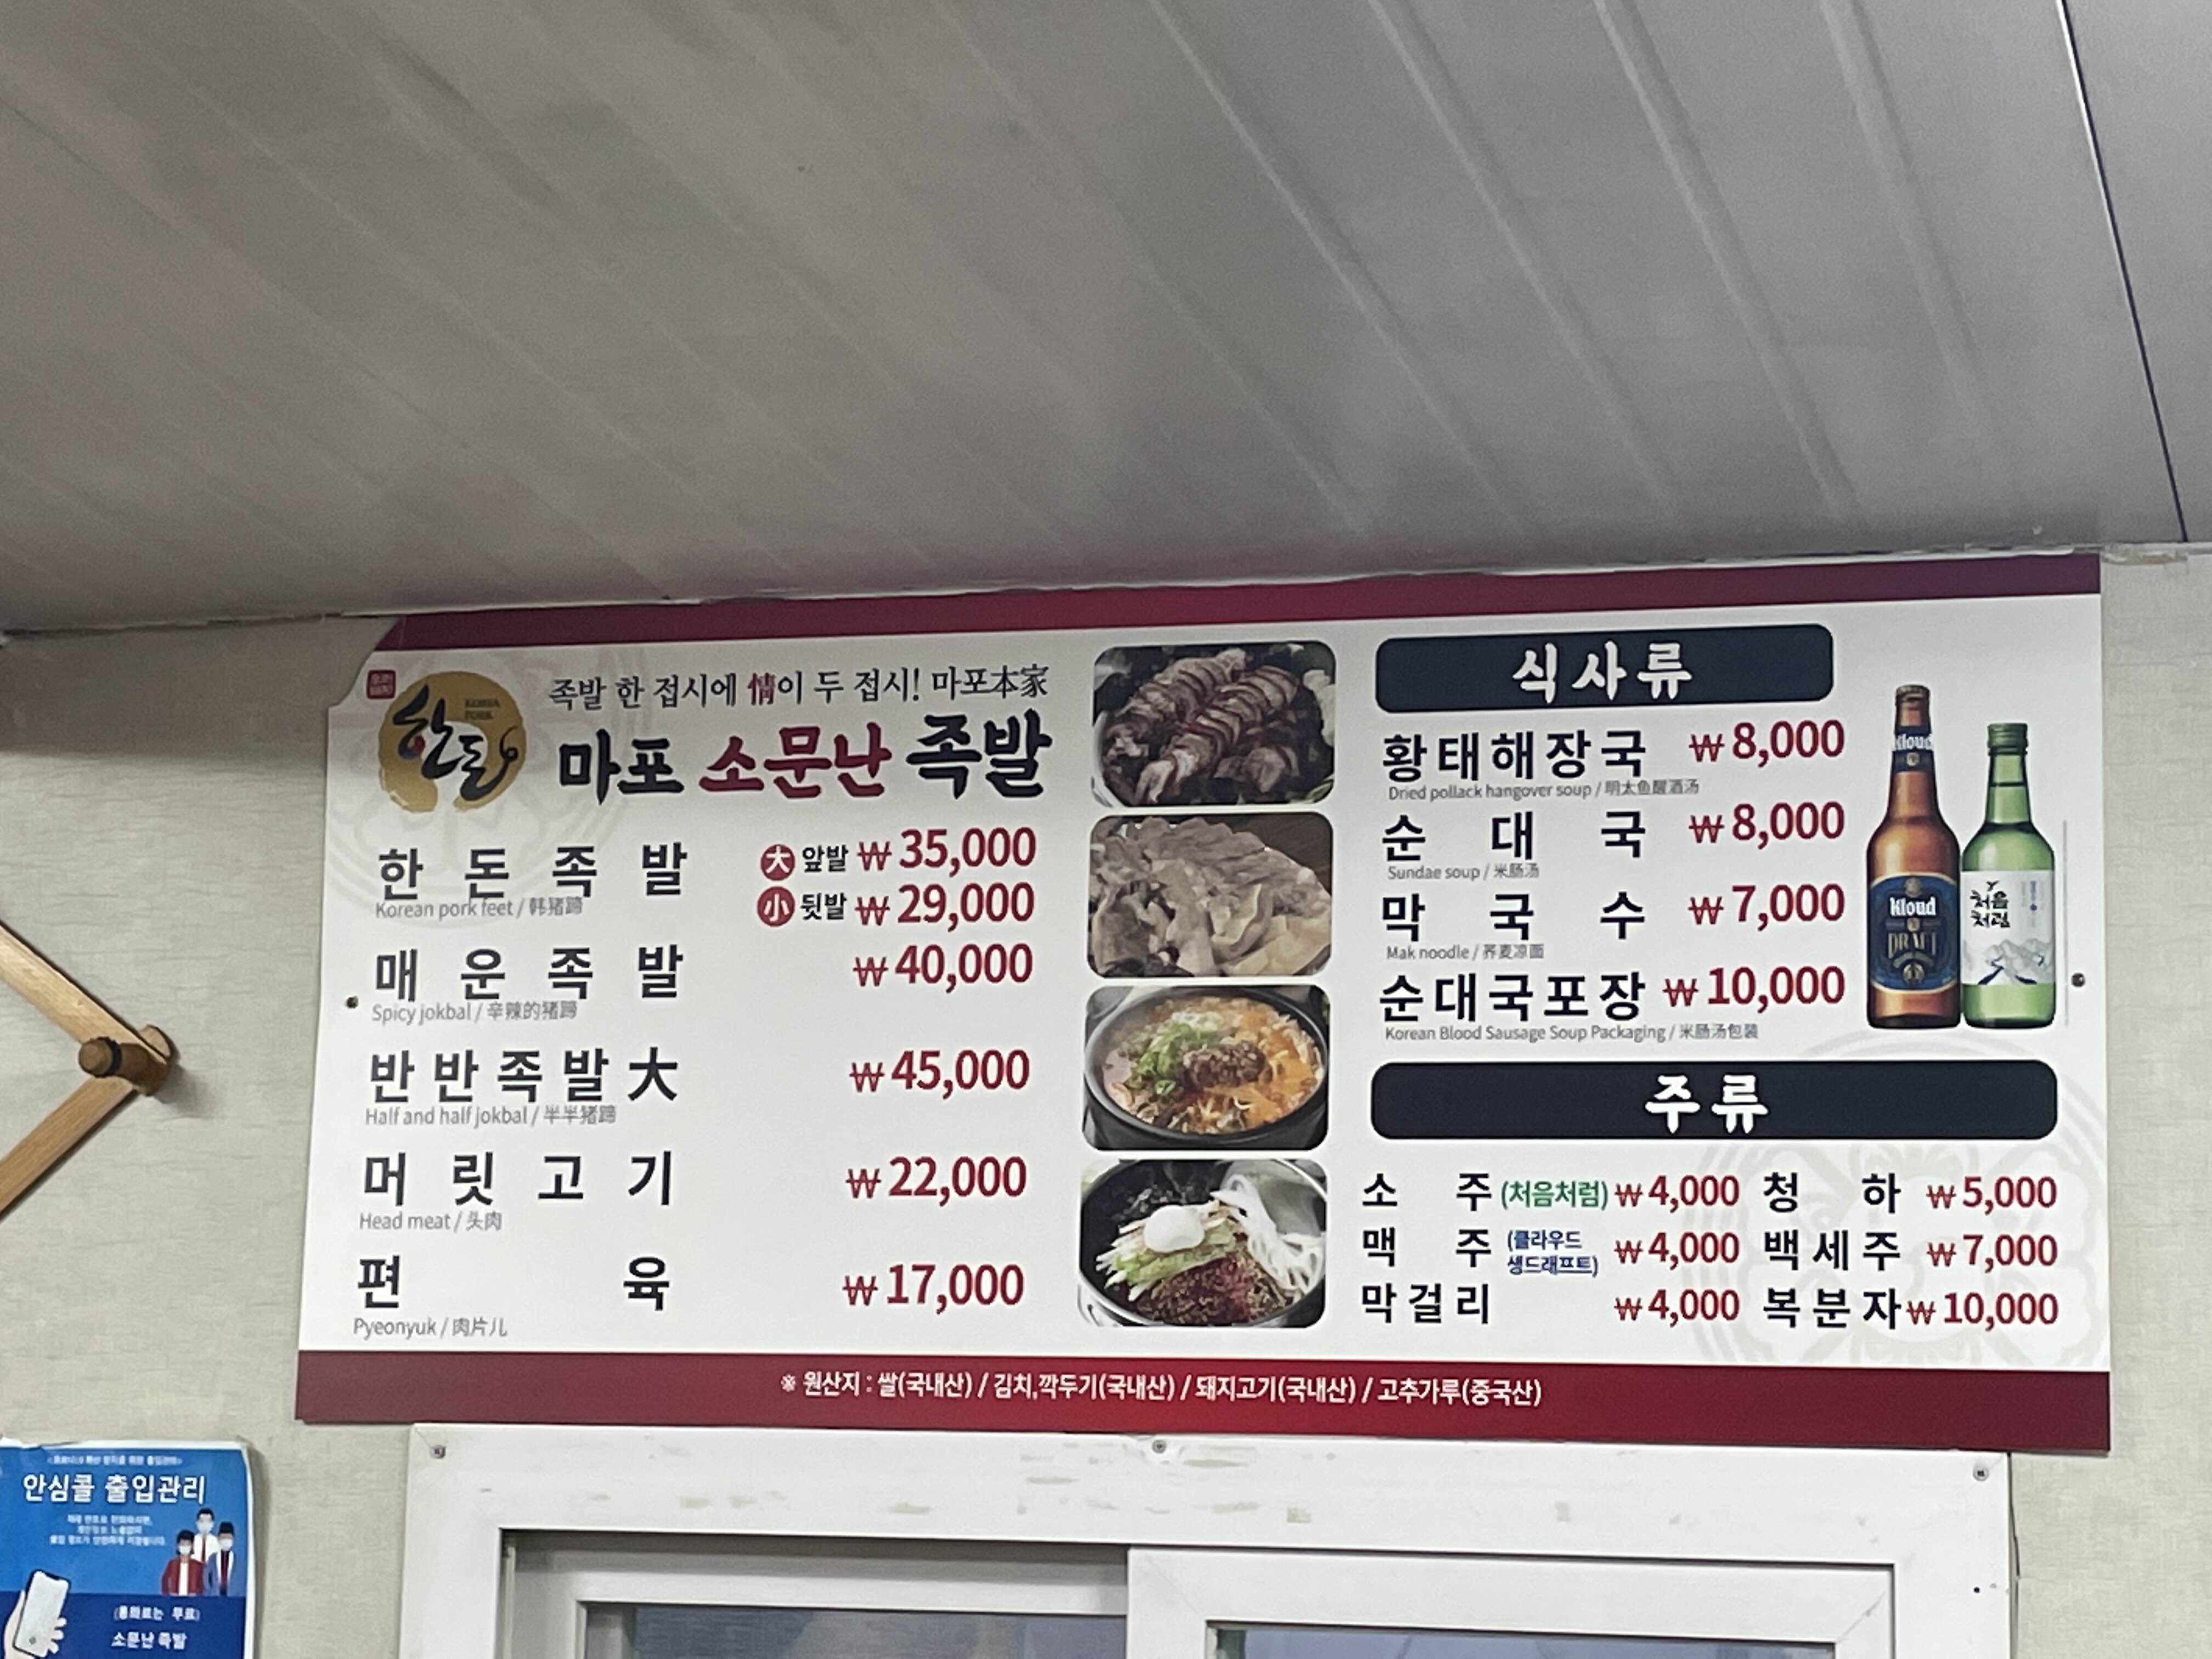 한돈
KOREA
PORK
족발 한 접시에 情이 두 접시! 마포本家
마포 소문난 족발
한돈족발 大 앞발 ₩35,000
小 뒷발 ₩29,000
Korean pork feet / 韩猪蹄
매운족발 ₩40,000
Spicy jokbal / 辛辣的猪蹄
반반족발大 ₩45,000
Half and half jokbal / 半半猪蹄
머릿고기 ₩22,000
Head meat / 头肉
편육 ₩17,000
Pyeonyuk / 肉片儿
식사류
황태해장국 ₩8,000
Dried pollack hangover soup / 明太鱼醒酒汤
순대국 ₩8,000
Sundae soup / 米肠汤
막국수 ₩7,000
Mak noodle / 荞麦凉面
순대국포장 ₩10,000
Korean Blood Sausage Soup Packaging / 米肠汤包装
Kloud
Kloud
DRAFT
처음
처럼
주류
소주 (처음처럼) ₩4,000 청하 ₩5,000
맥주 (클라우드 생드래프트) ₩4,000 백세주 ₩7,000
막걸리 ₩4,000 복분자 ₩10,000
※ 원산지 : 쌀(국내산) / 김치,깍두기(국내산) / 돼지고기(국내산) / 고추가루(중국산)
안심콜 출입관리
(통화료는 무료)
소문난 족발